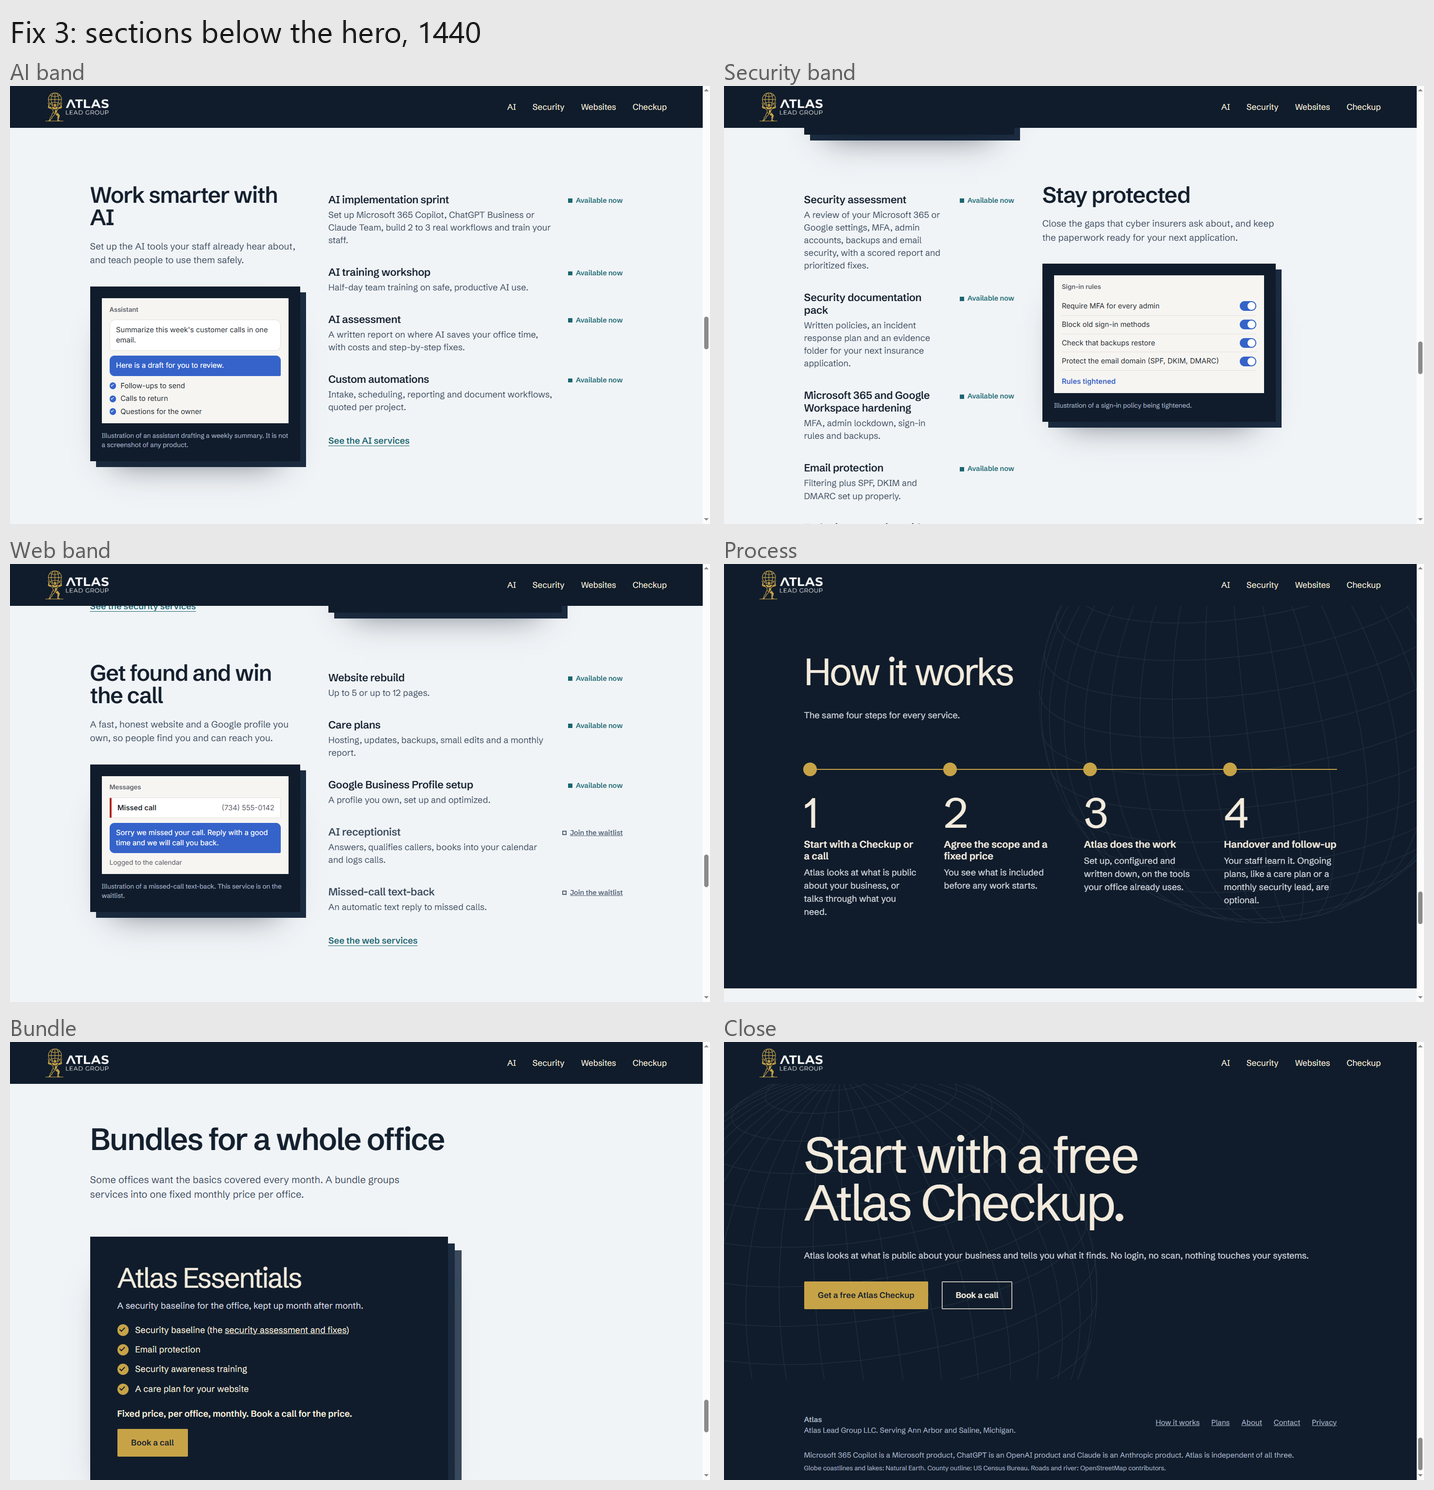 Fix 3: sections below the hero, 1440
AI band
ATLAS
LEAD GROUP
AI
Security
Websites
Checkup
Work smarter with
AI
Set up the AI tools your staff already hear about,
and teach people to use them safely.
Assistant
Summarize this week's customer calls in one
email.
Here is a draft for you to review.
Follow-ups to send
Calls to return
Questions for the owner
Illustration of an assistant drafting a weekly summary. It is not
a screenshot of any product.
AI implementation sprint
Available now
Set up Microsoft 365 Copilot, ChatGPT Business or
Claude Team, build 2 to 3 real workflows and train your
staff.
AI training workshop
Available now
Half-day team training on safe, productive AI use.
AI assessment
Available now
A written report on where AI saves your office time,
with costs and step-by-step fixes.
Custom automations
Available now
Intake, scheduling, reporting and document workflows,
quoted per project.
See the AI services
Security band
ATLAS
LEAD GROUP
AI
Security
Websites
Checkup
Security assessment
Available now
A review of your Microsoft 365 or
Google settings, MFA, admin
accounts, backups and email
security, with a scored report and
prioritized fixes.
Security documentation
pack
Available now
Written policies, an incident
response plan and an evidence
folder for your next insurance
application.
Microsoft 365 and Google
Workspace hardening
Available now
MFA, admin lockdown, sign-in
rules and backups.
Email protection
Available now
Filtering plus SPF, DKIM and
DMARC set up properly.
Stay protected
Close the gaps that cyber insurers ask about, and keep
the paperwork ready for your next application.
Sign-in rules
Require MFA for every admin
Block old sign-in methods
Check that backups restore
Protect the email domain (SPF, DKIM, DMARC)
Rules tightened
Illustration of a sign-in policy being tightened.
Web band
ATLAS
LEAD GROUP
AI
Security
Websites
Checkup
See the security services
Get found and win
the call
A fast, honest website and a Google profile you
own, so people find you and can reach you.
Messages
Missed call
(734) 555-0142
Sorry we missed your call. Reply with a good
time and we will call you back.
Logged to the calendar
Illustration of a missed-call text-back. This service is on the
waitlist.
Website rebuild
Available now
Up to 5 or up to 12 pages.
Care plans
Available now
Hosting, updates, backups, small edits and a monthly
report.
Google Business Profile setup
Available now
A profile you own, set up and optimized.
AI receptionist
Join the waitlist
Answers, qualifies callers, books into your calendar
and logs calls.
Missed-call text-back
Join the waitlist
An automatic text reply to missed calls.
See the web services
Process
ATLAS
LEAD GROUP
AI
Security
Websites
Checkup
How it works
The same four steps for every service.
1
Start with a Checkup or
a call
Atlas looks at what is public
about your business, or
talks through what you
need.
2
Agree the scope and a
fixed price
You see what is included
before any work starts.
3
Atlas does the work
Set up, configured and
written down, on the tools
your office already uses.
4
Handover and follow-up
Your staff learn it. Ongoing
plans, like a care plan or a
monthly security lead, are
optional.
Bundle
ATLAS
LEAD GROUP
AI
Security
Websites
Checkup
Bundles for a whole office
Some offices want the basics covered every month. A bundle groups
services into one fixed monthly price per office.
Atlas Essentials
A security baseline for the office, kept up month after month.
Security baseline (the security assessment and fixes)
Email protection
Security awareness training
A care plan for your website
Fixed price, per office, monthly. Book a call for the price.
Book a call
Close
ATLAS
LEAD GROUP
AI
Security
Websites
Checkup
Start with a free
Atlas Checkup.
Atlas looks at what is public about your business and tells you what it finds. No login, no scan, nothing touches your systems.
Get a free Atlas Checkup
Book a call
Atlas
Atlas Lead Group LLC. Serving Ann Arbor and Saline, Michigan.
How it works
Plans
About
Contact
Privacy
Microsoft 365 Copilot is a Microsoft product, ChatGPT is an OpenAI product and Claude is an Anthropic product. Atlas is independent of all three.
Globe coastlines and lakes: Natural Earth. County outline: US Census Bureau. Roads and river: OpenStreetMap contributors.